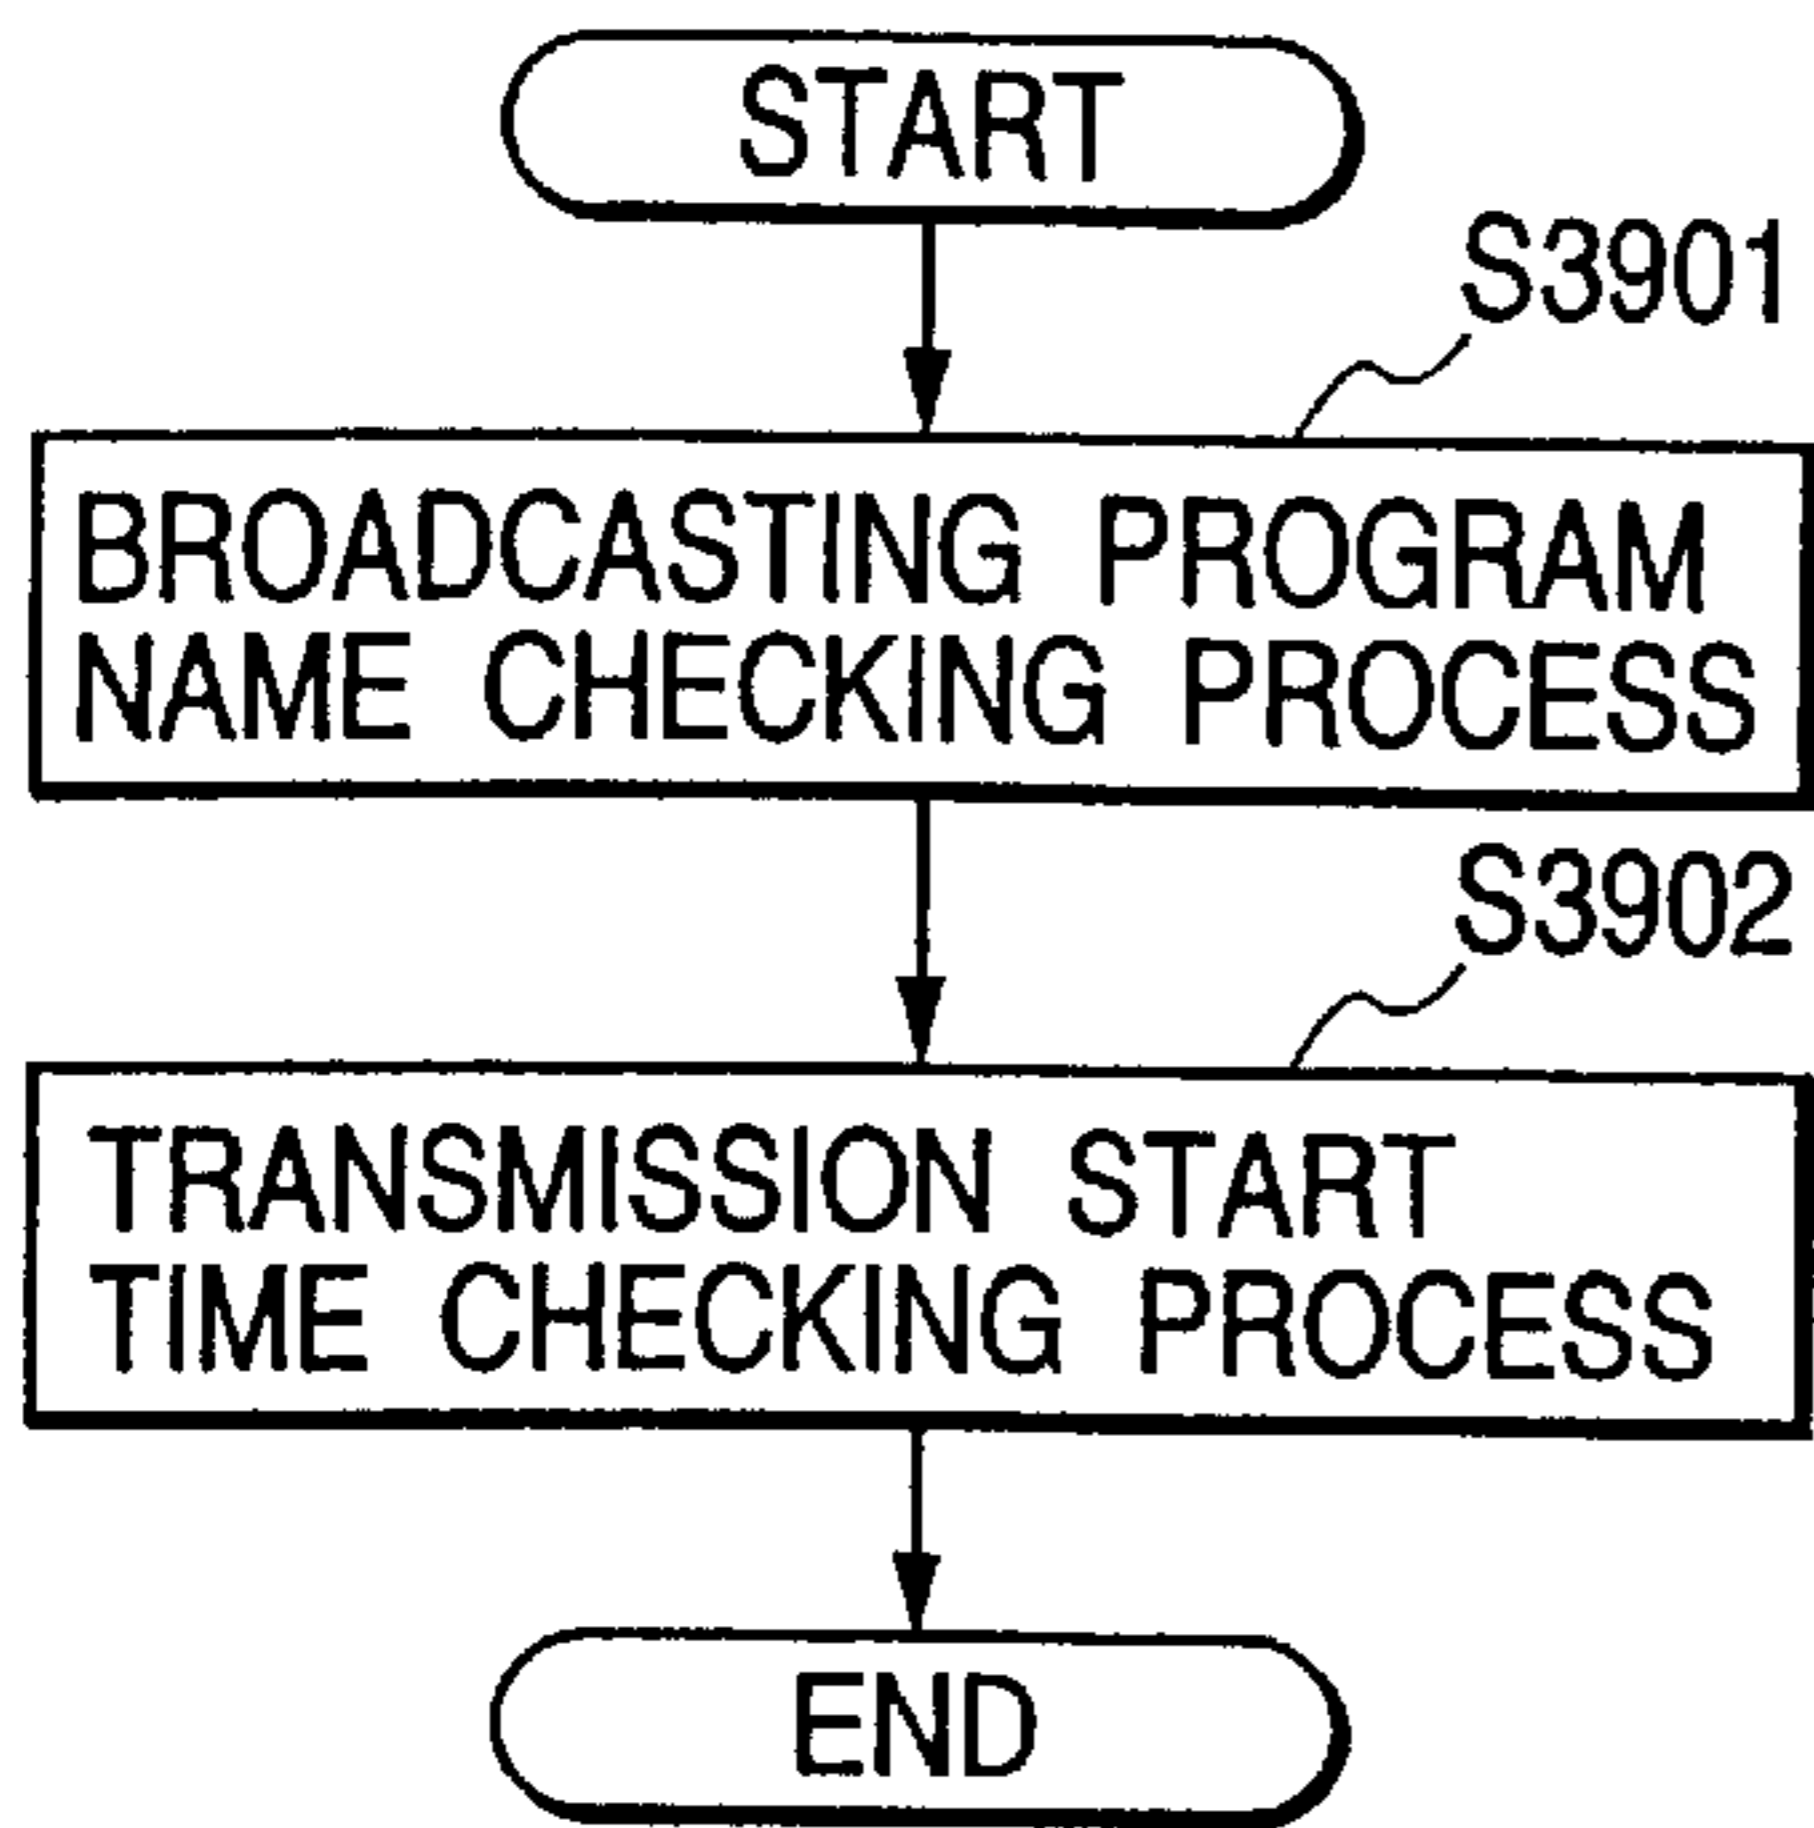 START
S3901
BROADCASTING PROGRAM
NAME CHECKING PROCESS
S3902
TRANSMISSION START
TIME CHECKING PROCESS
END